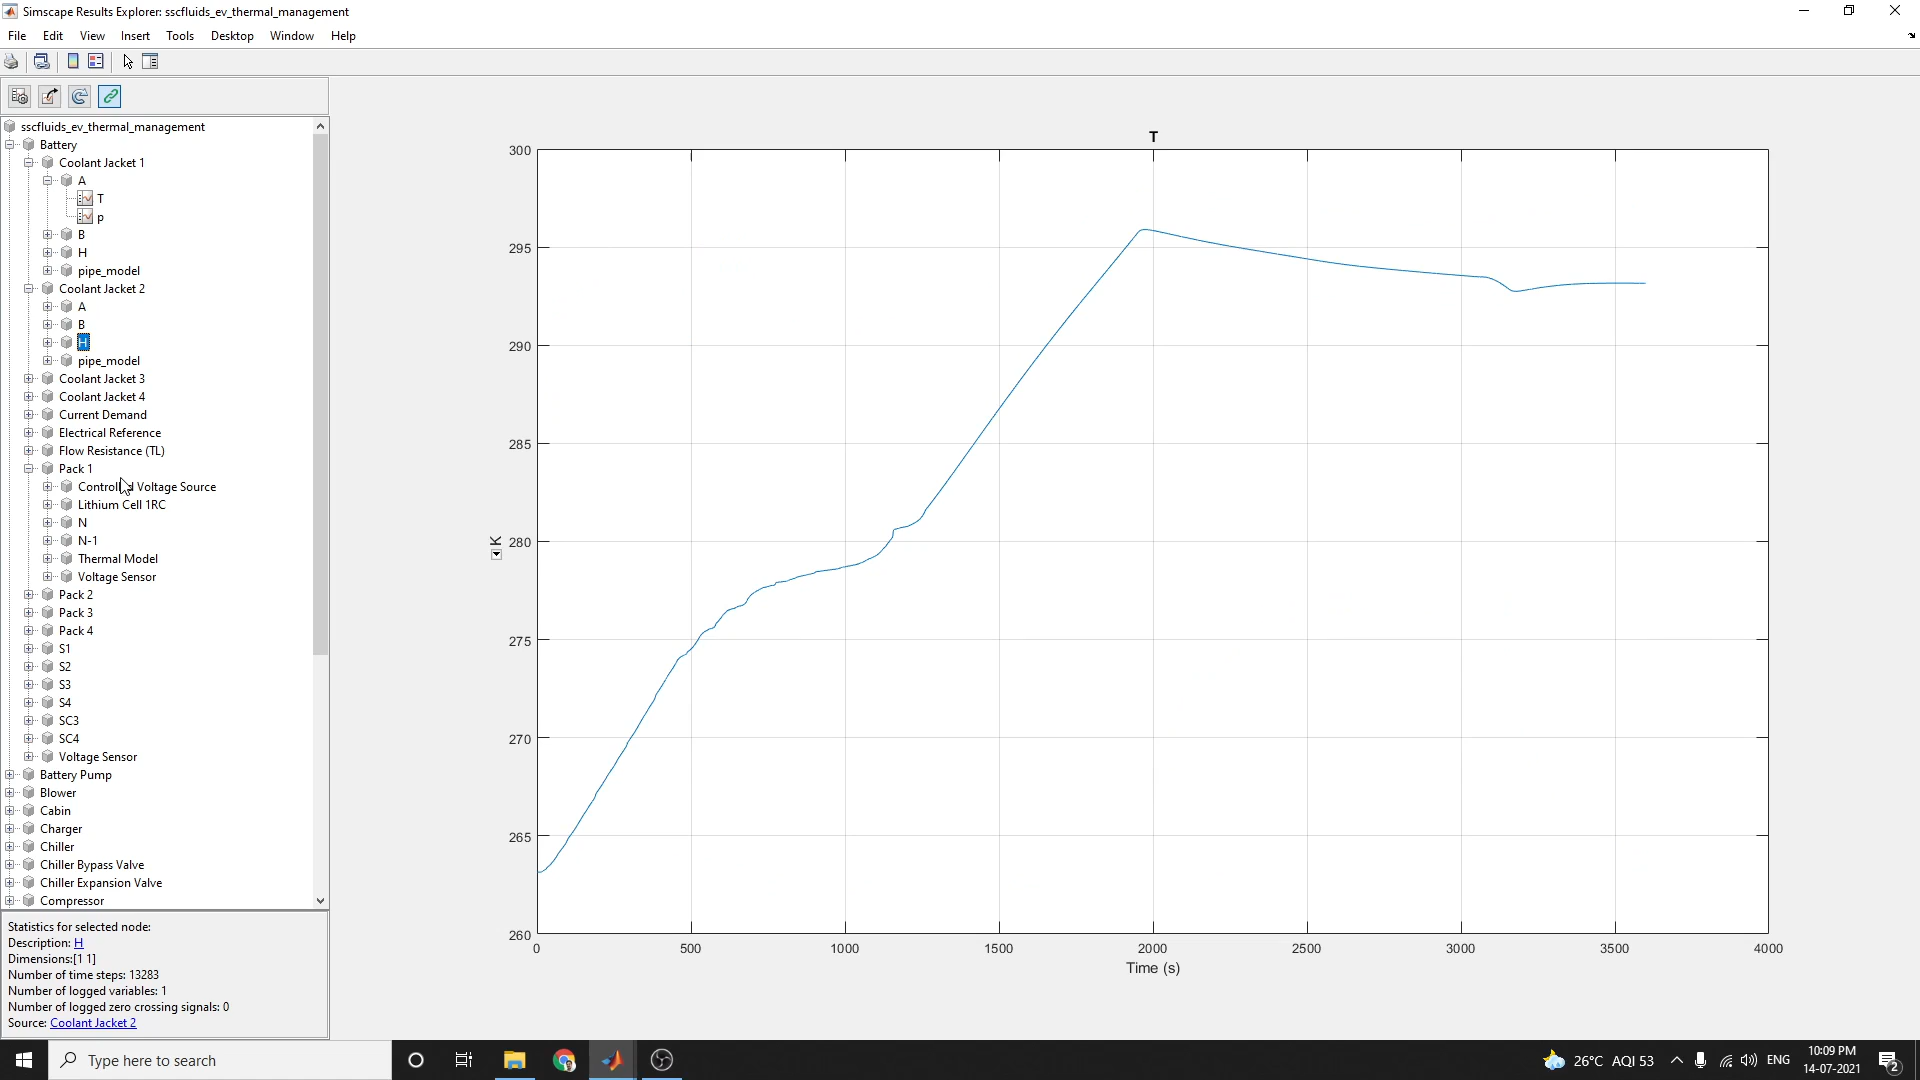 Simscape Results Explorer: sscfluids_ev_thermal_management
File Edit View Insert Tools Desktop Window Help
sscfluids_ev_thermal_management
Battery
Coolant Jacket 1
A
T
p
B
H
pipe_model
Coolant Jacket 2
A
B
H
pipe_model
Coolant Jacket 3
Coolant Jacket 4
Current Demand
Electrical Reference
Flow Resistance (TL)
Pack 1
Voltage Source
Lithium Cell 1RC
N
N-1
Thermal Model
Voltage Sensor
Pack 2
Pack 3
Pack 4
S1
S2
S3
S4
SC3
SC4
Voltage Sensor
Battery Pump
Blower
Cabin
Charger
Chiller
Chiller Bypass Valve
Chiller Expansion Valve
Compressor
Statistics for selected node:
Description: H
Dimensions:[1 1]
Number of time steps: 13283
Number of logged variables: 1
Number of logged zero crossing signals: 0
Source: Coolant Jacket 2
T
300
295
290
285
280
275
270
265
260
K
0 500 1000 1500 2000 2500 3000 3500 4000
Time (s)
Type here to search
26°C AQI 53
ENG
10:09 PM
14-07-2021
2